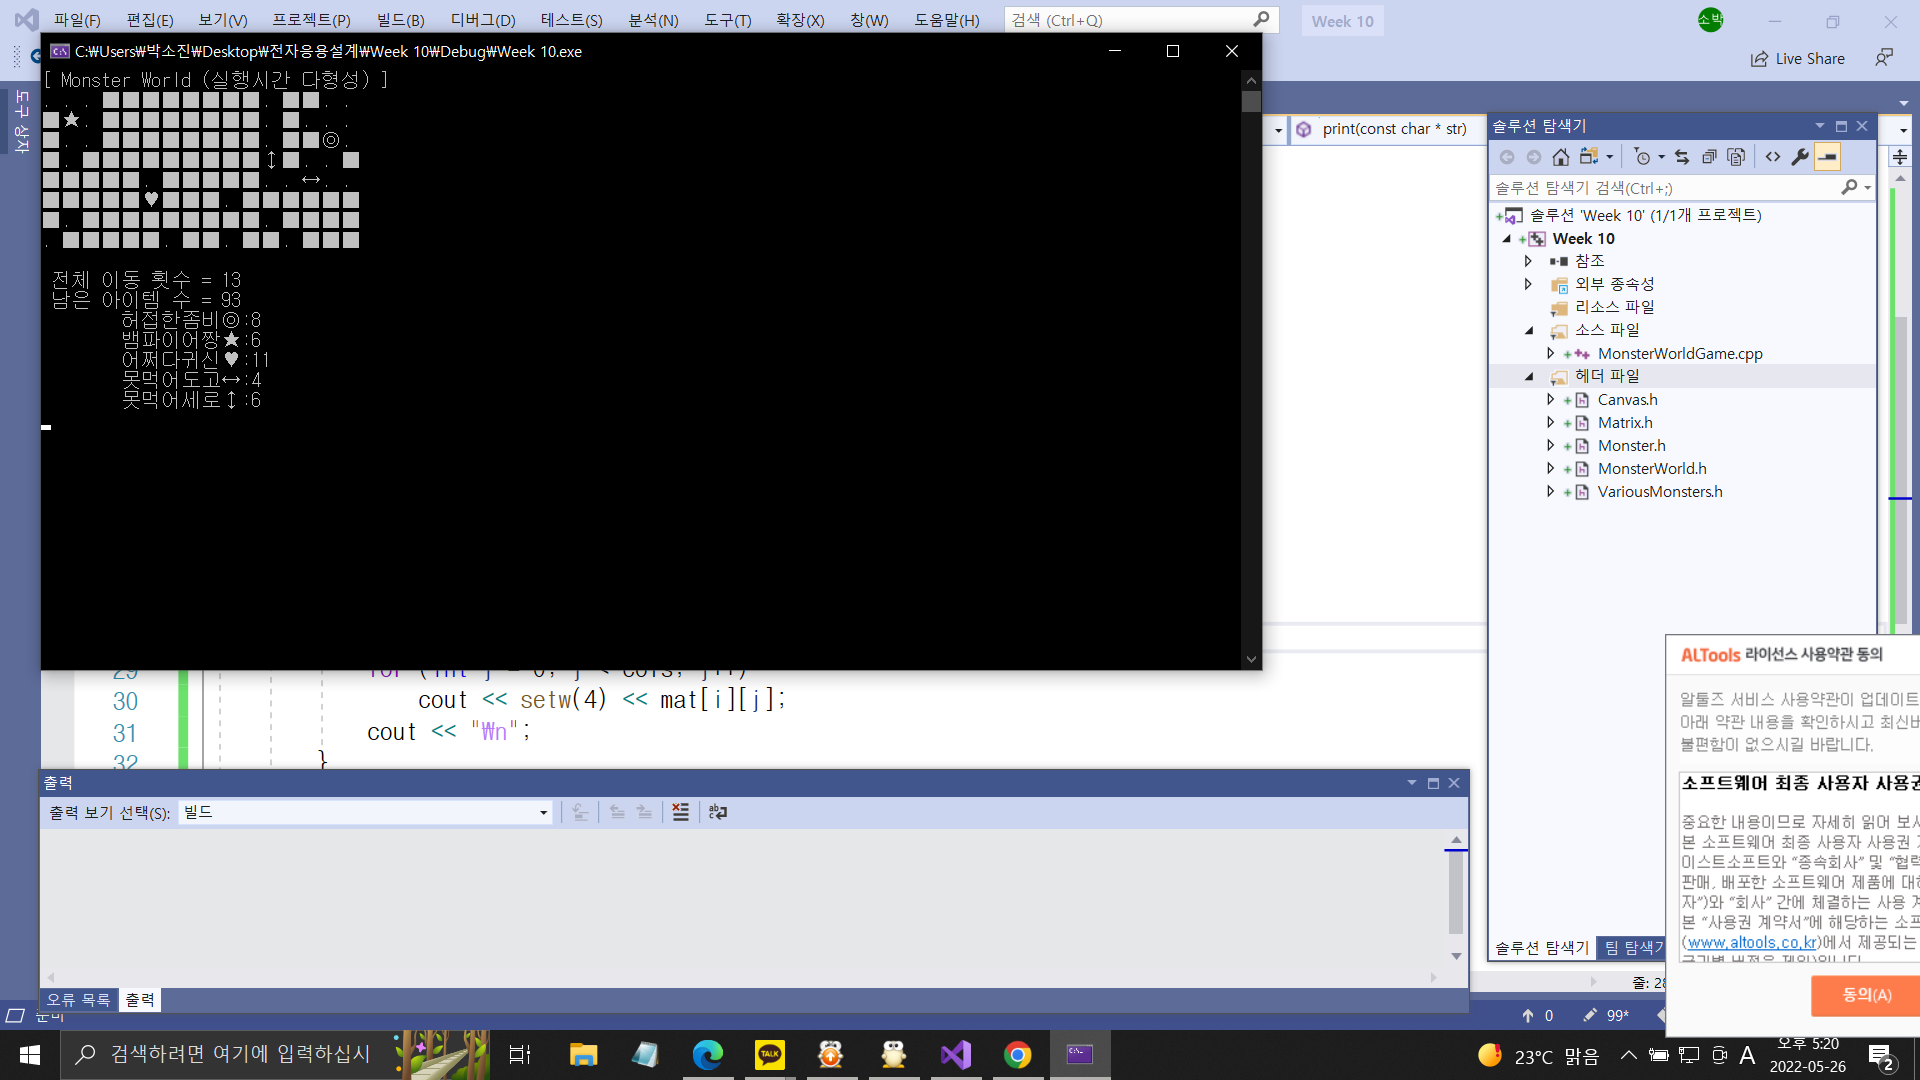 파일(F) 편집(E) 보기(V) 프로젝트(P) 빌드(B) 디버그(D) 테스트(S) 분석(N) 도구(T) 확장(X) 창(W) 도움말(H) 검색 (Ctrl+Q) Week 10 소박
C:₩Users₩박소진₩Desktop₩전자응용설계₩Week 10₩Debug₩Week 10.exe
Live Share
도구 상자
[ Monster World (실행시간 다형성) ]
. . . ■■■■■■■■ . ■■ . .
■★ . ■■■■■■■■ . ■ . . .
■ . . ■■■■■■■■ . ■■◎ .
■ . ■■■■■■■■■↕■ . . ■
■■■■■ . ■■■■■ . . ↔ . .
■■■■■♥■■■ . ■■■■■■
■ . ■■■■■■■■■ . ■■■■
. ■■■■■ . ■■ . ■■ . ■■■
전체 이동 횟수 = 13
남은 아이템 수 = 93
허접한좀비◎:8
뱀파이어짱★:6
어쩌다귀신♥:11
못먹어도고↔:4
못먹어세로↕:6
print(const char * str)
솔루션 탐색기
솔루션 탐색기 검색(Ctrl+;)
솔루션 'Week 10' (1/1개 프로젝트)
Week 10
참조
외부 종속성
리소스 파일
소스 파일
MonsterWorldGame.cpp
헤더 파일
Canvas.h
Matrix.h
Monster.h
MonsterWorld.h
VariousMonsters.h
솔루션 탐색기 팀 탐색기
29 for (int j = 0; j < cols; j++)
30 cout << setw(4) << mat[i][j];
31 cout << "₩n";
32 }
출력
출력 보기 선택(S): 빌드
오류 목록 출력
준비
줄: 28
0 99*
ALTools 라이선스 사용약관 동의
알툴즈 서비스 사용약관이 업데이트
아래 약관 내용을 확인하시고 최신버
불편함이 없으시길 바랍니다.
소프트웨어 최종 사용자 사용권
중요한 내용이므로 자세히 읽어 보시
본 소프트웨어 최종 사용자 사용권
이스트소프트와 “종속회사” 및 “협력
판매, 배포한 소프트웨어 제품에 대
자”)와 “회사” 간에 체결하는 사용
본 “사용권 계약서”에 해당하는 소프
(www.altools.co.kr)에서 제공되는
동의(A)
검색하려면 여기에 입력하십시
TALK
23°C 맑음
A
오후 5:20
2022-05-26
2